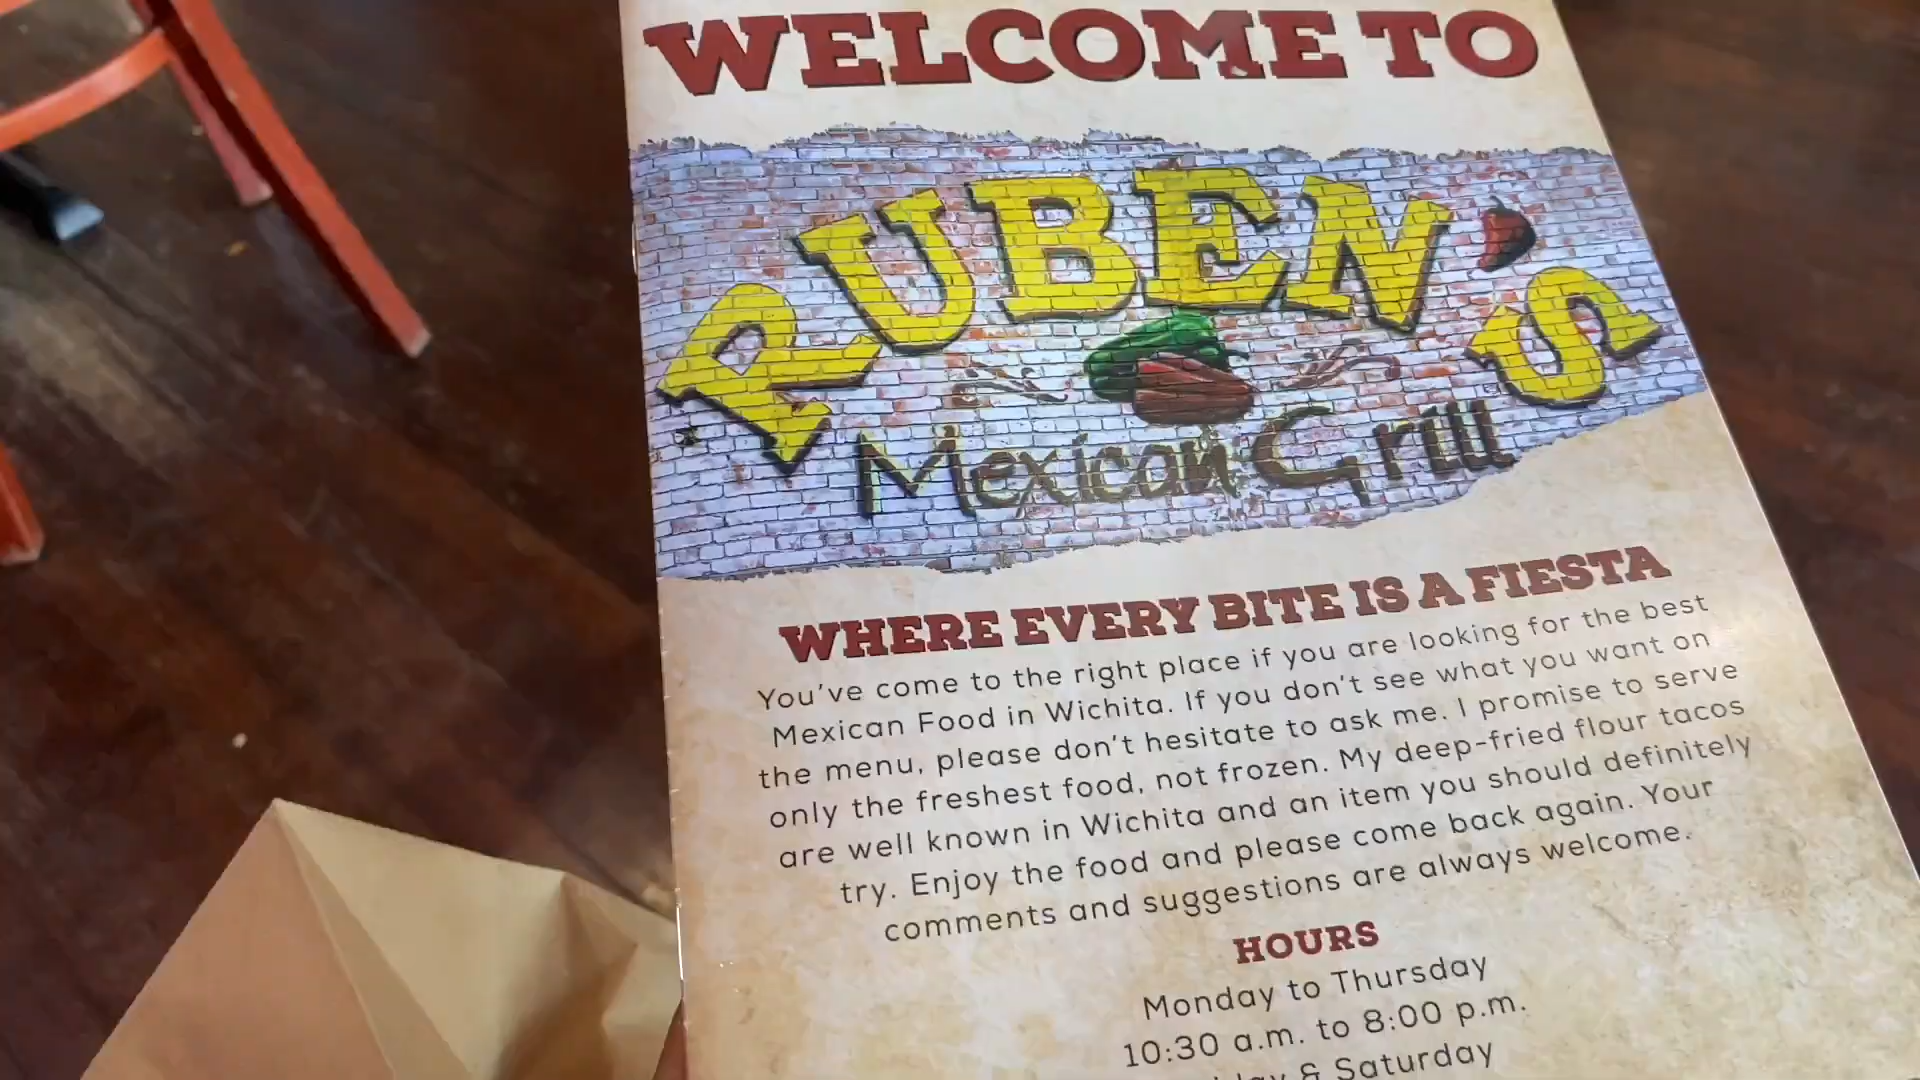 WELCOME TO
RUBEN'S
Mexican Grill
WHERE EVERY BITE IS A FIESTA
You've come to the right place if you are looking for the best
Mexican Food in Wichita. If you don't see what you want on
the menu, please don't hesitate to ask me. I promise to serve
only the freshest food, not frozen. My deep-fried flour tacos
are well known in Wichita and an item you should definitely
try. Enjoy the food and please come back again. Your
comments and suggestions are always welcome.
HOURS
Monday to Thursday
10:30 a.m. to 8:00 p.m.
& Saturday